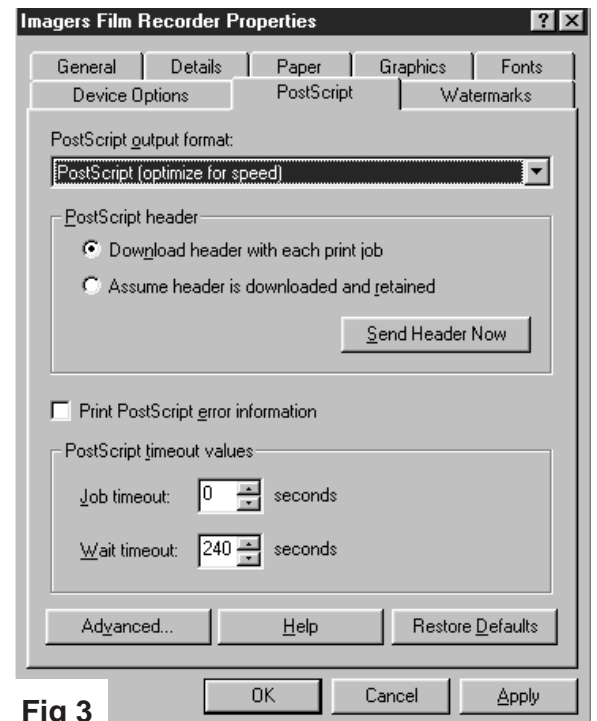 Imagers Film Recorder Properties ? X
General Details Paper Graphics Fonts
Device Options PostScript Watermarks
PostScript output format:
PostScript (optimize for speed)
PostScript header
Download header with each print job
Assume header is downloaded and retained
Send Header Now
Print PostScript error information
PostScript timeout values
Job timeout: 0 seconds
Wait timeout: 240 seconds
Advanced... Help Restore Defaults
OK Cancel Apply
Fig 3